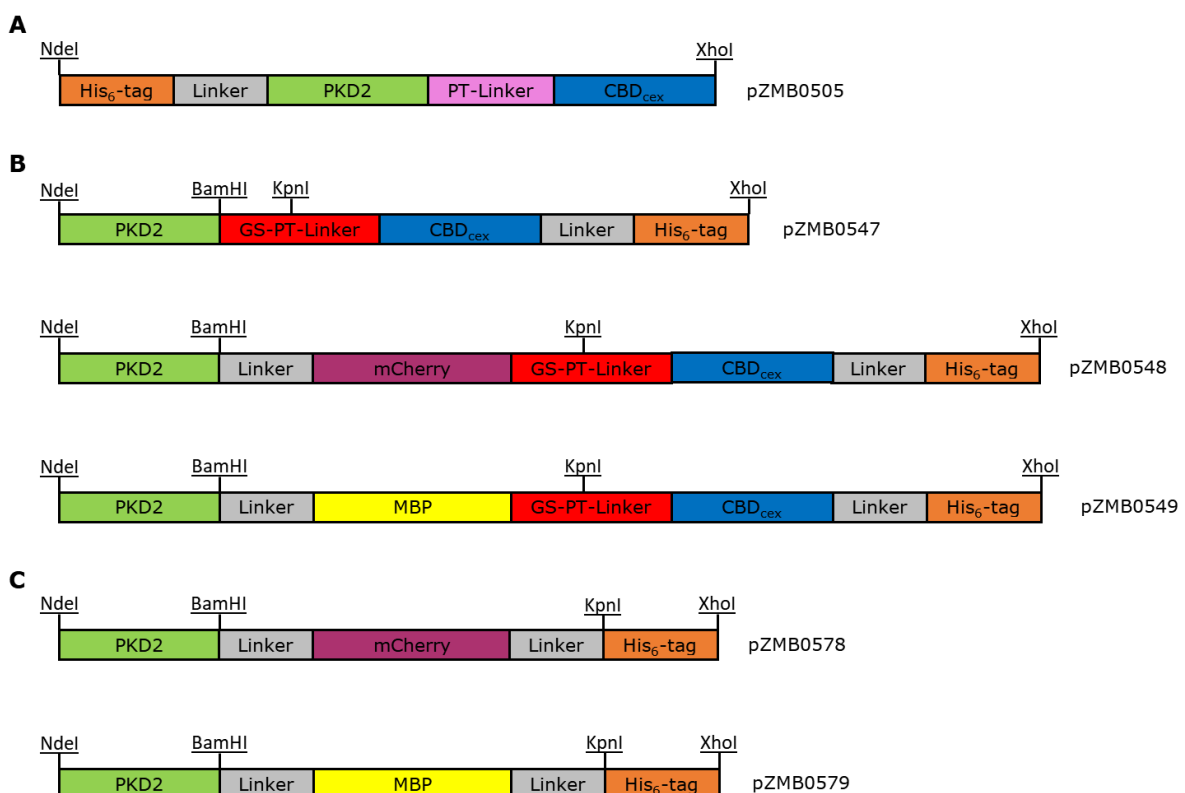 A
NdeI XhoI
His6-tag Linker PKD2 PT-Linker CBDcex pZMB0505
B
NdeI BamHI KpnI XhoI
PKD2 GS-PT-Linker CBDcex Linker His6-tag pZMB0547
NdeI BamHI KpnI XhoI
PKD2 Linker mCherry GS-PT-Linker CBDcex Linker His6-tag pZMB0548
NdeI BamHI KpnI XhoI
PKD2 Linker MBP GS-PT-Linker CBDcex Linker His6-tag pZMB0549
C
NdeI BamHI KpnI XhoI
PKD2 Linker mCherry Linker His6-tag pZMB0578
NdeI BamHI KpnI XhoI
PKD2 Linker MBP Linker His6-tag pZMB0579